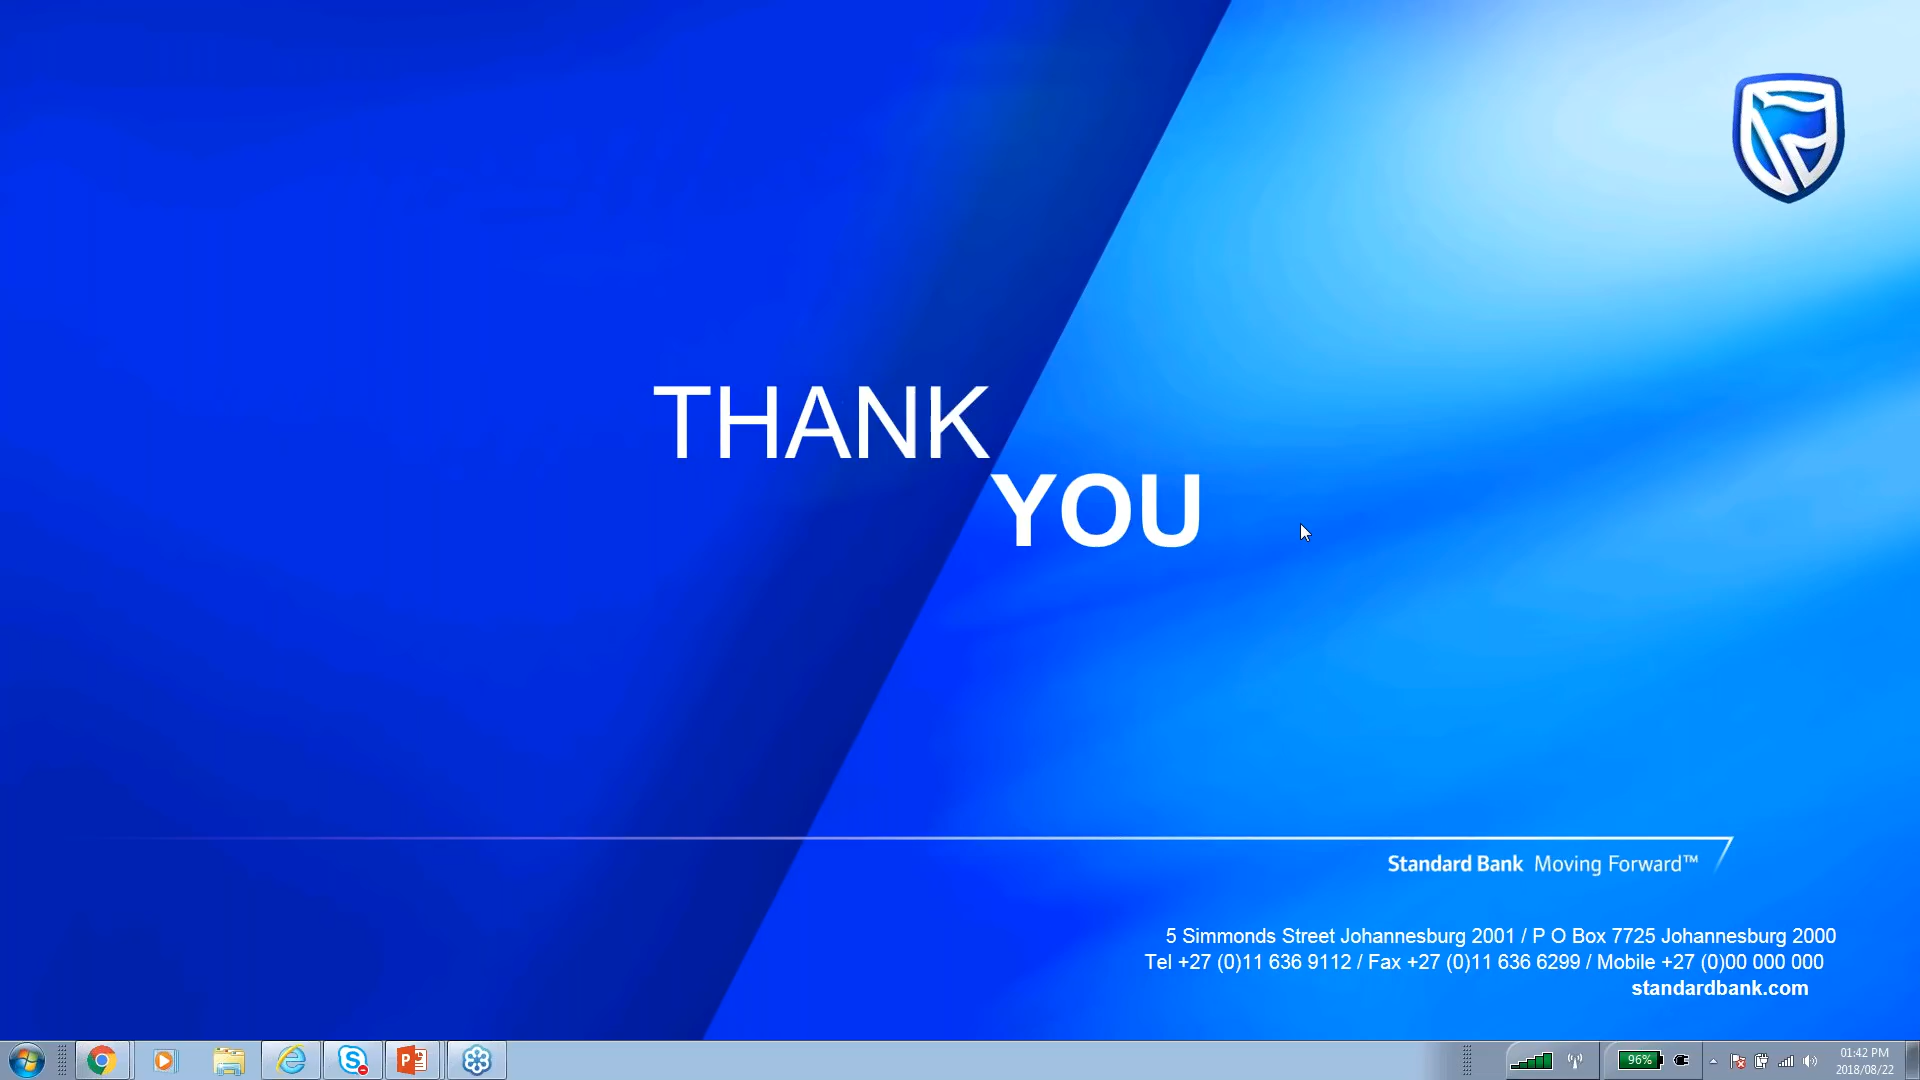 THANK
YOU
Standard Bank Moving Forward™
5 Simmonds Street Johannesburg 2001 / P O Box 7725 Johannesburg 2000
Tel +27 (0)11 636 9112 / Fax +27 (0)11 636 6299 / Mobile +27 (0)00 000 000
standardbank.com
96%
01:42 PM
2018/08/22